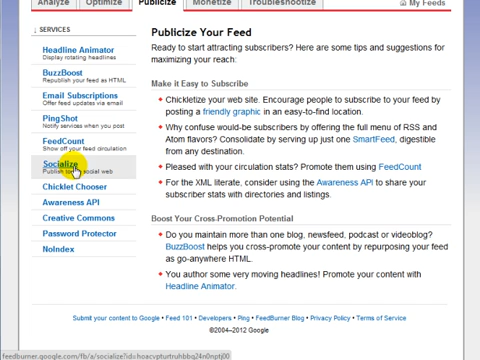 Analyze Optimize Publicize Monetize Troubleshootize My Feeds
↓ SERVICES
Headline Animator
Display rotating headlines
BuzzBoost
Republish your feed as HTML
Email Subscriptions
Offer feed updates via email
PingShot
Notify services when you post
FeedCount
Show off your feed circulation
Socialize
Publish to social web
Chicklet Chooser
Awareness API
Creative Commons
Password Protector
NoIndex
Publicize Your Feed
Ready to start attracting subscribers? Here are some tips and suggestions for
maximizing your reach:
Make it Easy to Subscribe
Chickletize your web site. Encourage people to subscribe to your feed by
posting a friendly graphic in an easy-to-find location.
Why confuse would-be subscribers by offering the full menu of RSS and
Atom flavors? Consolidate by serving up just one SmartFeed, digestible
from any destination.
Pleased with your circulation stats? Promote them using FeedCount
For the XML literate, consider using the Awareness API to share your
subscriber stats with directories and listings.
Boost Your Cross-Promotion Potential
Do you maintain more than one blog, newsfeed, podcast or videoblog?
BuzzBoost helps you cross-promote your content by repurposing your feed
as go-anywhere HTML.
You author some very moving headlines! Promote your content with
Headline Animator.
Submit your content to Google • Feed 101 • Developers • Ping • FeedBurner Blog • Privacy Policy • Terms of Service
©2004–2012 Google